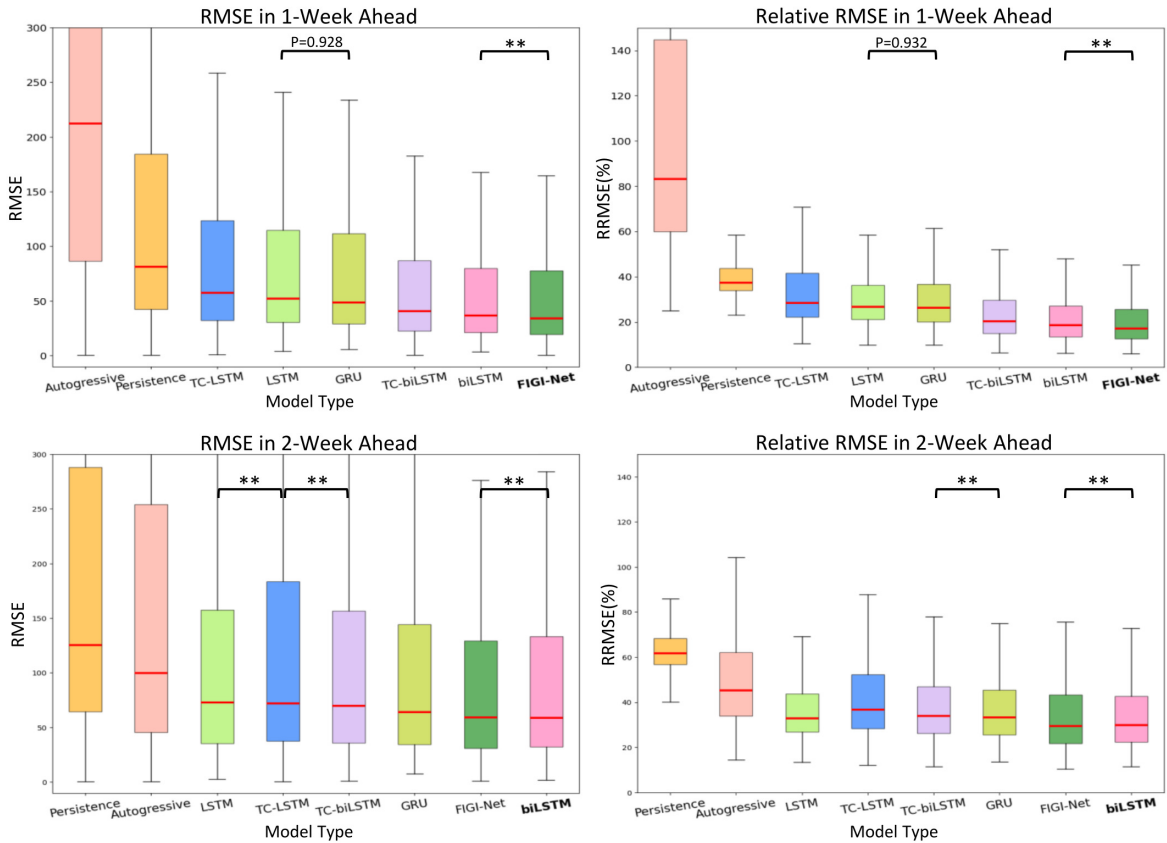 RMSE in 1-Week Ahead
RMSE
300
250
200
150
100
50
0
P=0.928
**
Autogressive
Persistence
TC-LSTM
LSTM
GRU
TC-biLSTM
biLSTM
FIGI-Net
Model Type
Relative RMSE in 1-Week Ahead
RRMSE(%)
140
120
100
80
60
40
20
0
P=0.932
**
Autogressive
Persistence
TC-LSTM
LSTM
GRU
TC-biLSTM
biLSTM
FIGI-Net
Model Type
RMSE in 2-Week Ahead
RMSE
300
250
200
150
100
50
0
**
**
**
Persistence
Autogressive
LSTM
TC-LSTM
TC-biLSTM
GRU
FIGI-Net
biLSTM
Model Type
Relative RMSE in 2-Week Ahead
RRMSE(%)
140
120
100
80
60
40
20
0
**
**
Persistence
Autogressive
LSTM
TC-LSTM
TC-biLSTM
GRU
FIGI-Net
biLSTM
Model Type